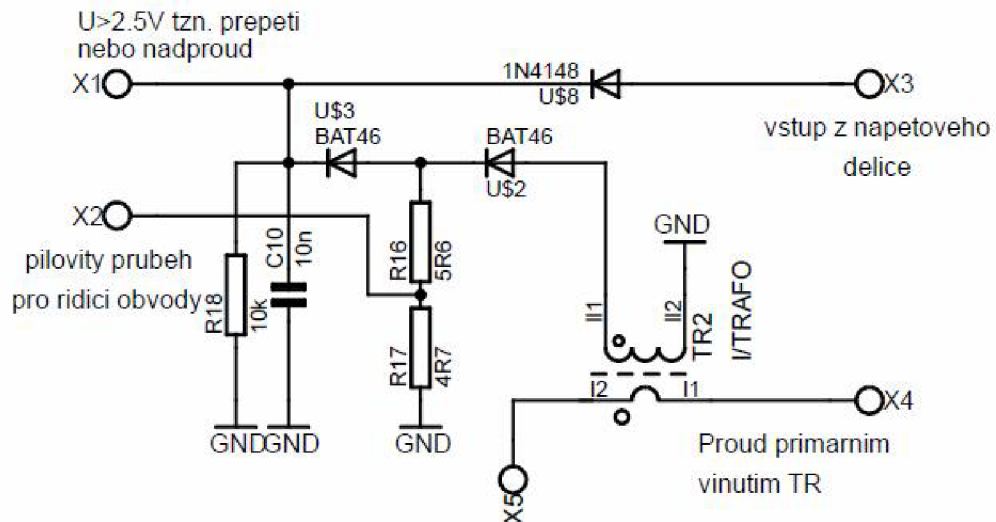 U>2.5V tzn. prepeti
nebo nadproud
X1
1N4148
U$8
X3
vstup z napetoveho
delice
U$3
BAT46
BAT46
U$2
X2
pilovity prubeh
pro ridici obvody
R18
10k
C10
10n
R16
5R6
R17
4R7
GND
GND
GND
GND
II1
II2
TR2
I/TRAFO
I2
I1
X4
Proud primarnim
vinutim TR
X5